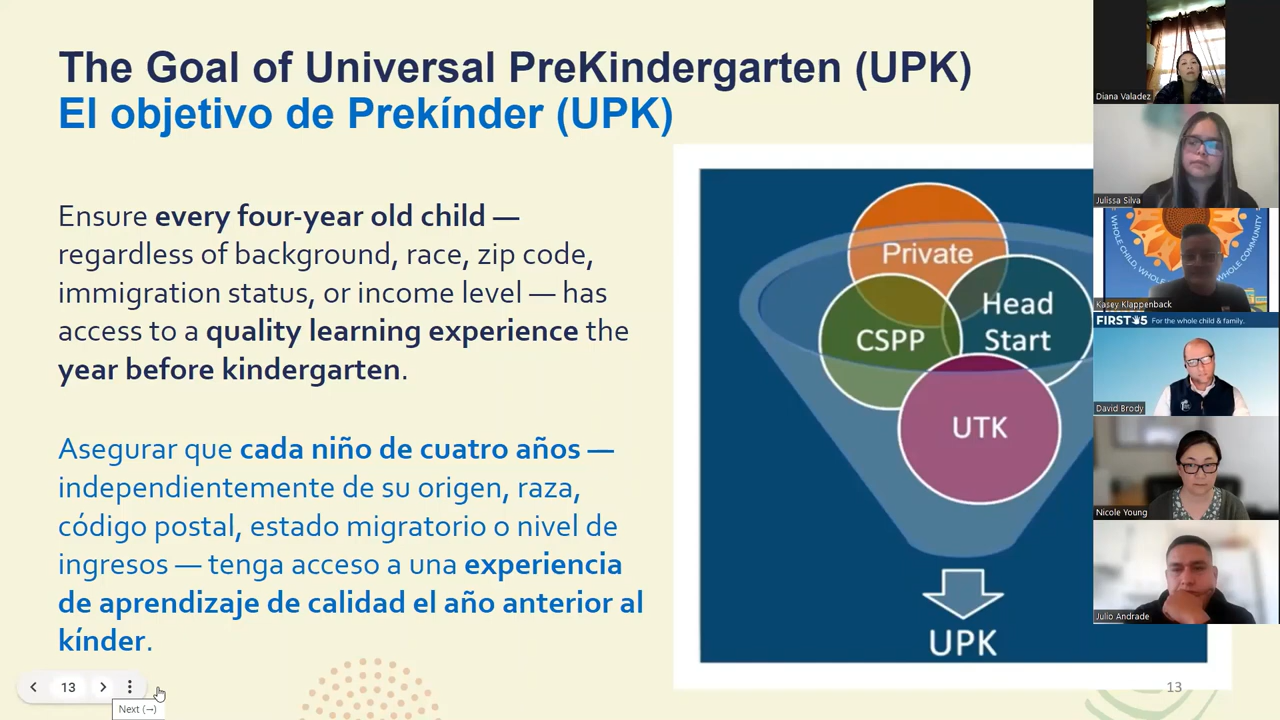 The Goal of Universal PreKindergarten (UPK)
El objetivo de Prekínder (UPK)
Ensure every four-year old child —
regardless of background, race, zip code,
immigration status, or income level — has
access to a quality learning experience the
year before kindergarten.
Asegurar que cada niño de cuatro años —
independientemente de su origen, raza,
código postal, estado migratorio o nivel de
ingresos — tenga acceso a una experiencia
de aprendizaje de calidad el año anterior al
kínder.
Private
CSPP
Head
Start
UTK
UPK
13
13
Next (→)
Diana Valadez
Julissa Silva
WHOLE CHILD, WHOLE COMMUNITY
Kasey Klappenback
FIRST 5 For the whole child & family.
David Brody
Nicole Young
Julio Andrade